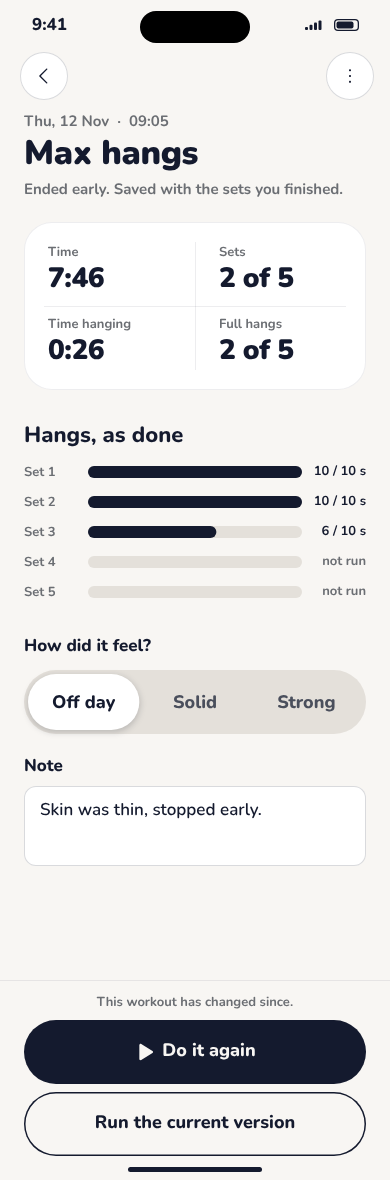 9:41
Thu, 12 Nov · 09:05
Max hangs
Ended early. Saved with the sets you finished.
Time
7:46
Sets
2 of 5
Time hanging
0:26
Full hangs
2 of 5
Hangs, as done
Set 1 10 / 10 s
Set 2 10 / 10 s
Set 3 6 / 10 s
Set 4 not run
Set 5 not run
How did it feel?
Off day Solid Strong
Note
Skin was thin, stopped early.
This workout has changed since.
Do it again
Run the current version